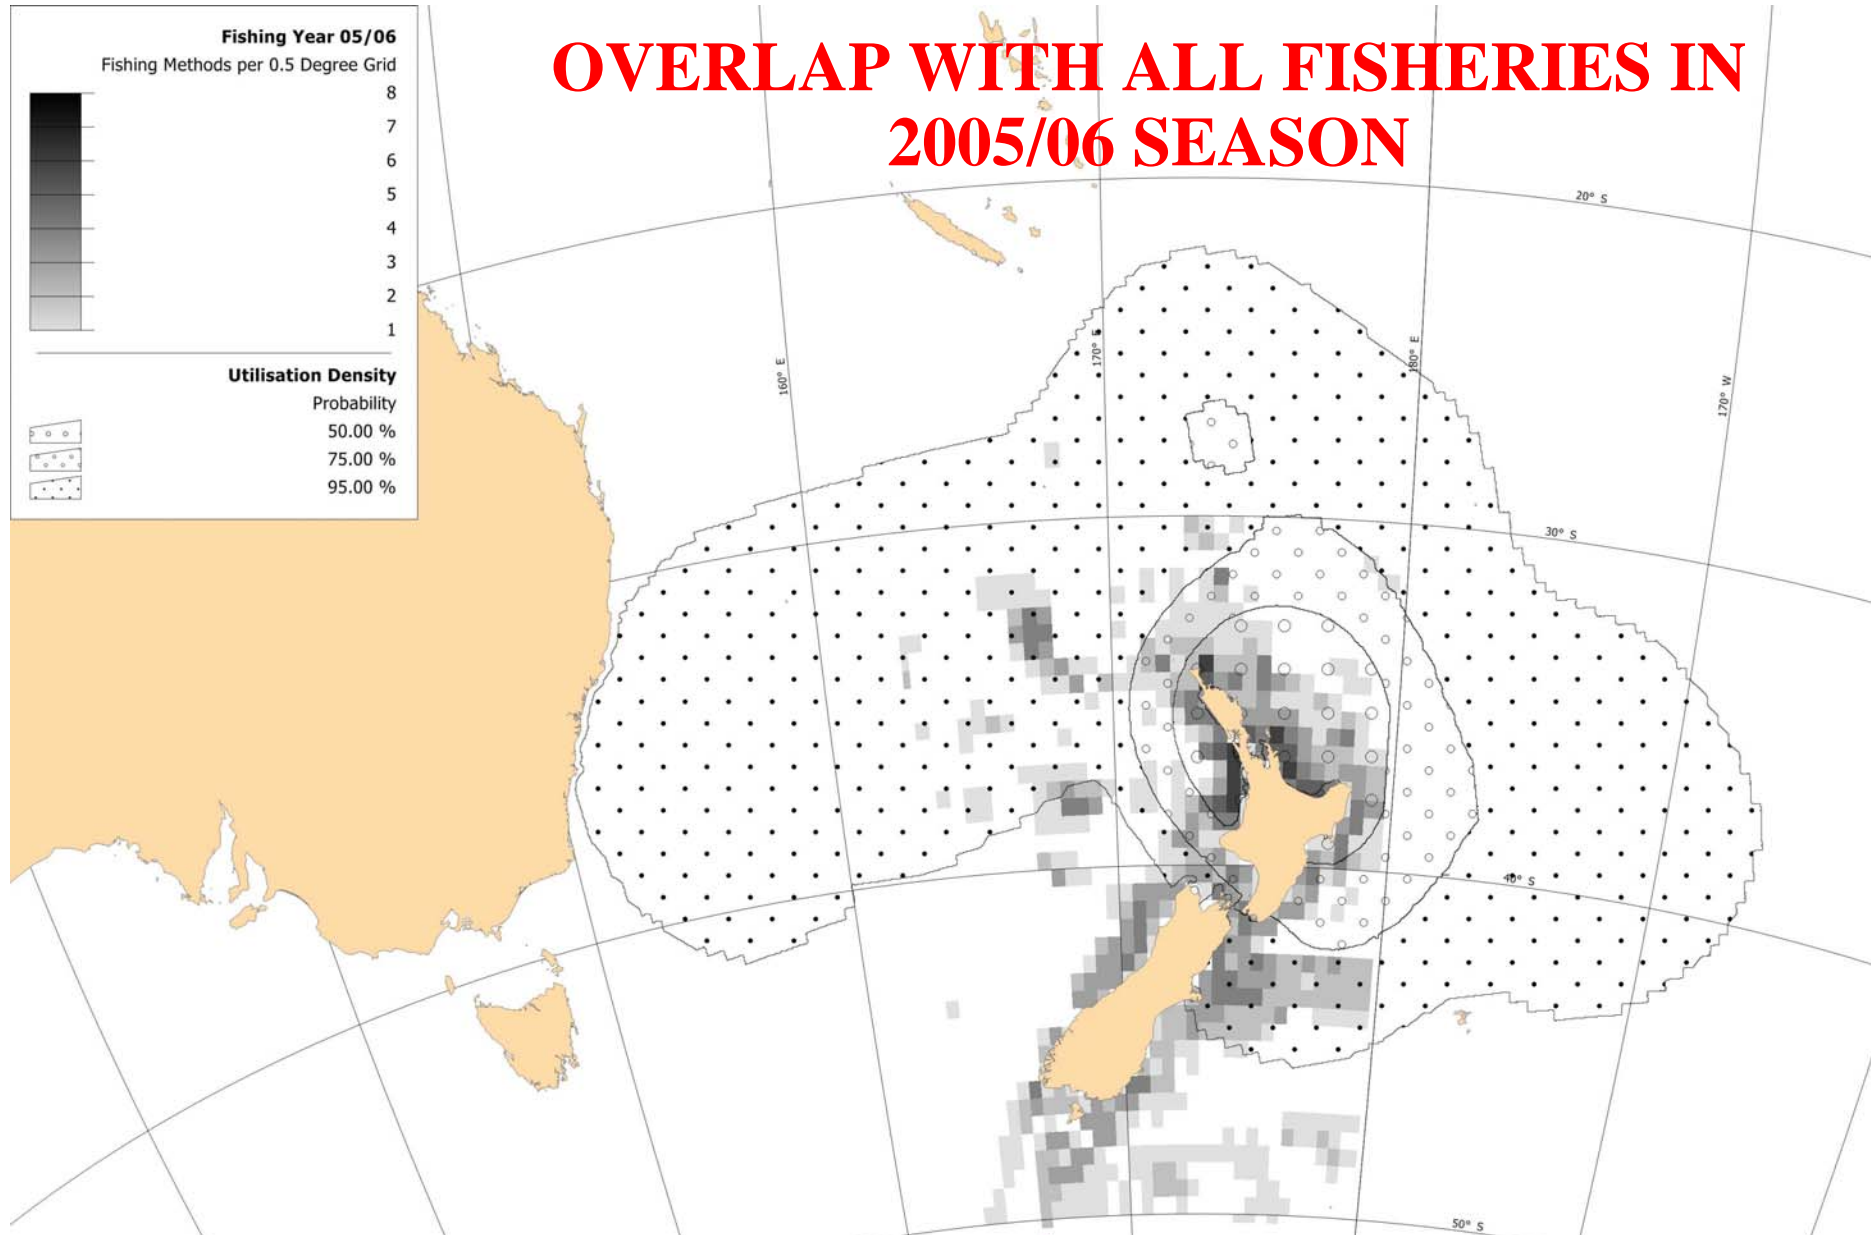 OVERLAP WITH ALL FISHERIES IN
2005/06 SEASON
Fishing Year 05/06
Fishing Methods per 0.5 Degree Grid
8
7
6
5
4
3
2
1
Utilisation Density
Probability
50.00 %
75.00 %
95.00 %
20° S
160° E
170° E
180° E
170° W
30° S
40° S
50° S